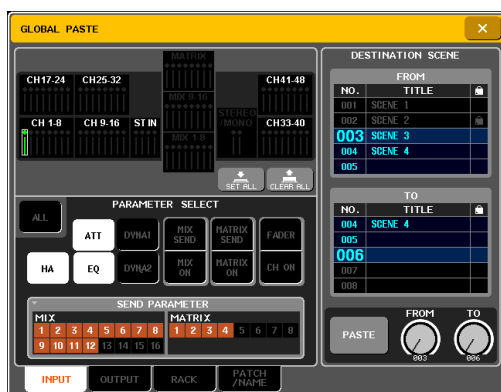 GLOBAL PASTE
MATRIX
CH17-24 CH25-32 CH41-48
MIX 9-16
STEREO /MONO
CH 1-8 CH 9-16 ST IN CH33-40
MIX 1-8
SET ALL CLEAR ALL
PARAMETER SELECT
ALL
ATT DYNA1 MIX SEND MATRIX SEND FADER
HA EQ DYNA2 MIX ON MATRIX ON CH ON
SEND PARAMETER
MIX MATRIX
1 2 3 4 5 6 7 8 1 2 3 4 5 6 7 8
9 10 11 12 13 14 15 16
DESTINATION SCENE
FROM
NO. TITLE
001 SCENE 1
002 SCENE 2
003 SCENE 3
004 SCENE 4
005
TO
NO. TITLE
004 SCENE 4
005
006
007
008
PASTE
FROM TO
003 006
INPUT OUTPUT RACK PATCH /NAME